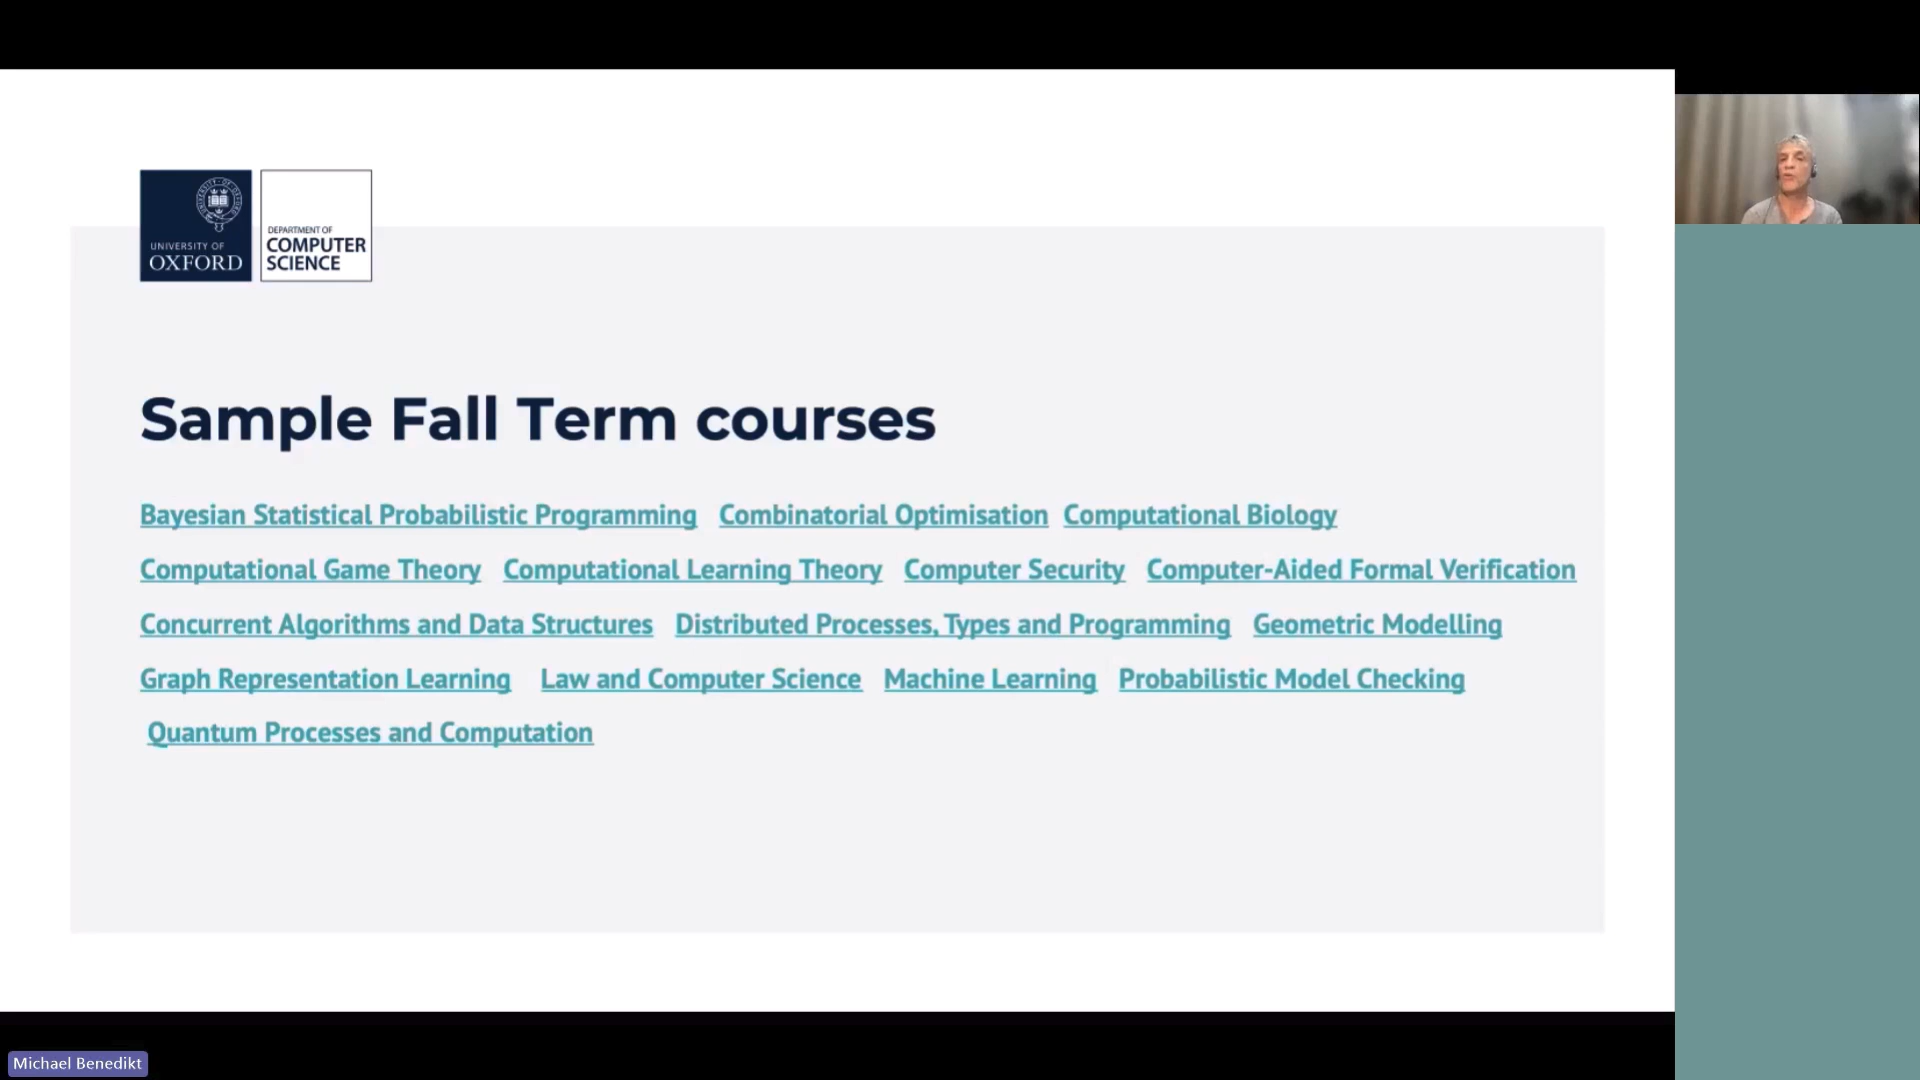 UNIVERSITY OF
OXFORD
DEPARTMENT OF
COMPUTER
SCIENCE
Sample Fall Term courses
Bayesian Statistical Probabilistic Programming Combinatorial Optimisation Computational Biology
Computational Game Theory Computational Learning Theory Computer Security Computer-Aided Formal Verification
Concurrent Algorithms and Data Structures Distributed Processes, Types and Programming Geometric Modelling
Graph Representation Learning Law and Computer Science Machine Learning Probabilistic Model Checking
Quantum Processes and Computation
Michael Benedikt